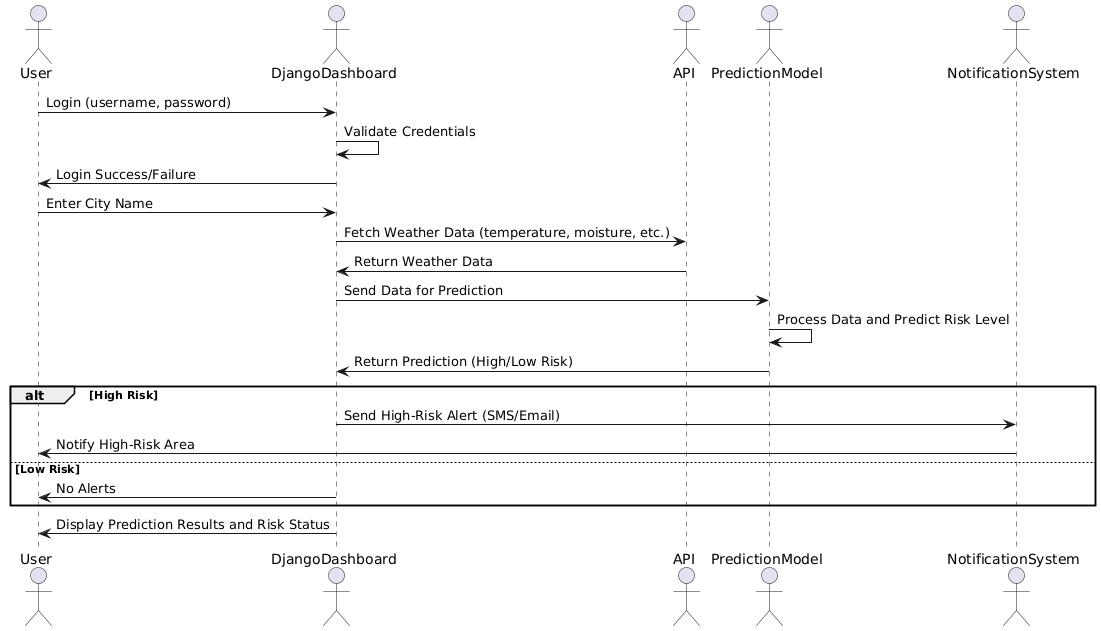 User DjangoDashboard API PredictionModel NotificationSystem
Login (username, password)
Validate Credentials
Login Success/Failure
Enter City Name
Fetch Weather Data (temperature, moisture, etc.)
Return Weather Data
Send Data for Prediction
Process Data and Predict Risk Level
Return Prediction (High/Low Risk)
alt [High Risk]
Send High-Risk Alert (SMS/Email)
Notify High-Risk Area
[Low Risk]
No Alerts
Display Prediction Results and Risk Status
User DjangoDashboard API PredictionModel NotificationSystem